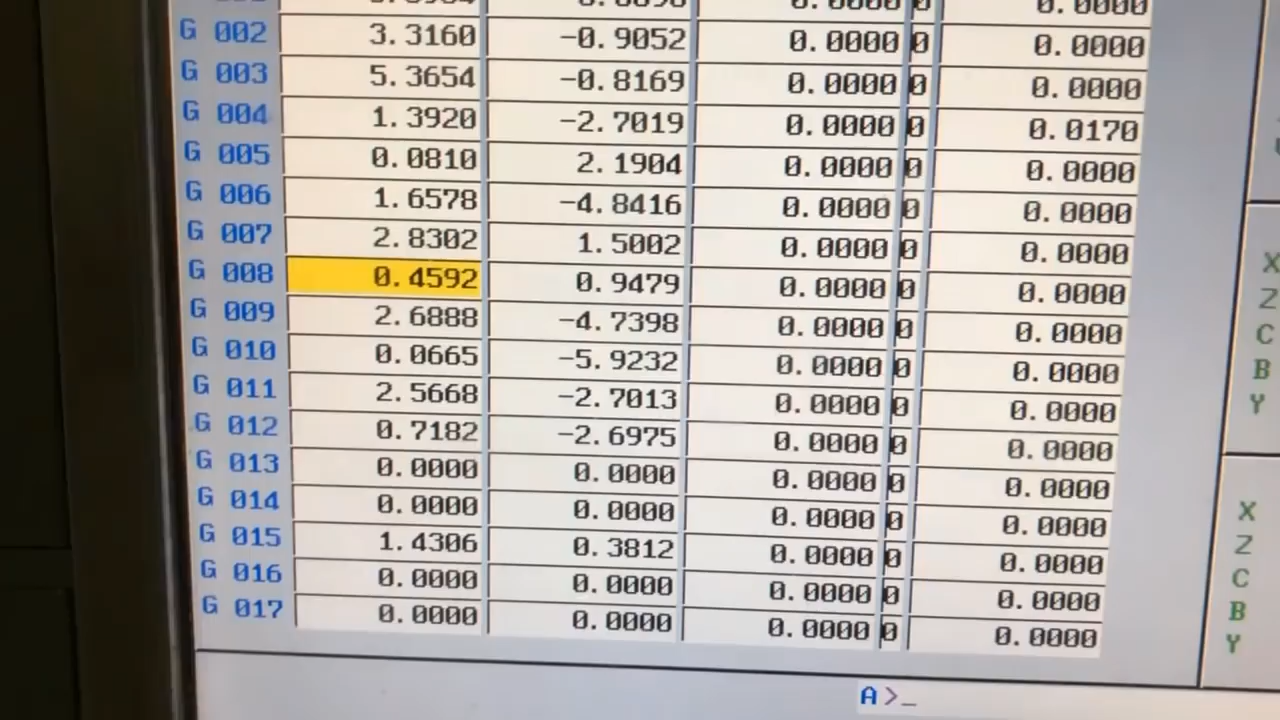 G 002 3.3160 -0.9052 0.0000 0 0.0000
G 003 5.3654 -0.8169 0.0000 0 0.0000
G 004 1.3920 -2.7019 0.0000 0 0.0170
G 005 0.0810 2.1904 0.0000 0 0.0000
G 006 1.6578 -4.8416 0.0000 0 0.0000
G 007 2.8302 1.5002 0.0000 0 0.0000
G 008 0.4592 0.9479 0.0000 0 0.0000
G 009 2.6888 -4.7398 0.0000 0 0.0000
G 010 0.0665 -5.9232 0.0000 0 0.0000
G 011 2.5668 -2.7013 0.0000 0 0.0000
G 012 0.7182 -2.6975 0.0000 0 0.0000
G 013 0.0000 0.0000 0.0000 0 0.0000
G 014 0.0000 0.0000 0.0000 0 0.0000
G 015 1.4306 0.3812 0.0000 0 0.0000
G 016 0.0000 0.0000 0.0000 0 0.0000
G 017 0.0000 0.0000 0.0000 0 0.0000
A >_
X
Z
C
B
Y
X
Z
C
B
Y